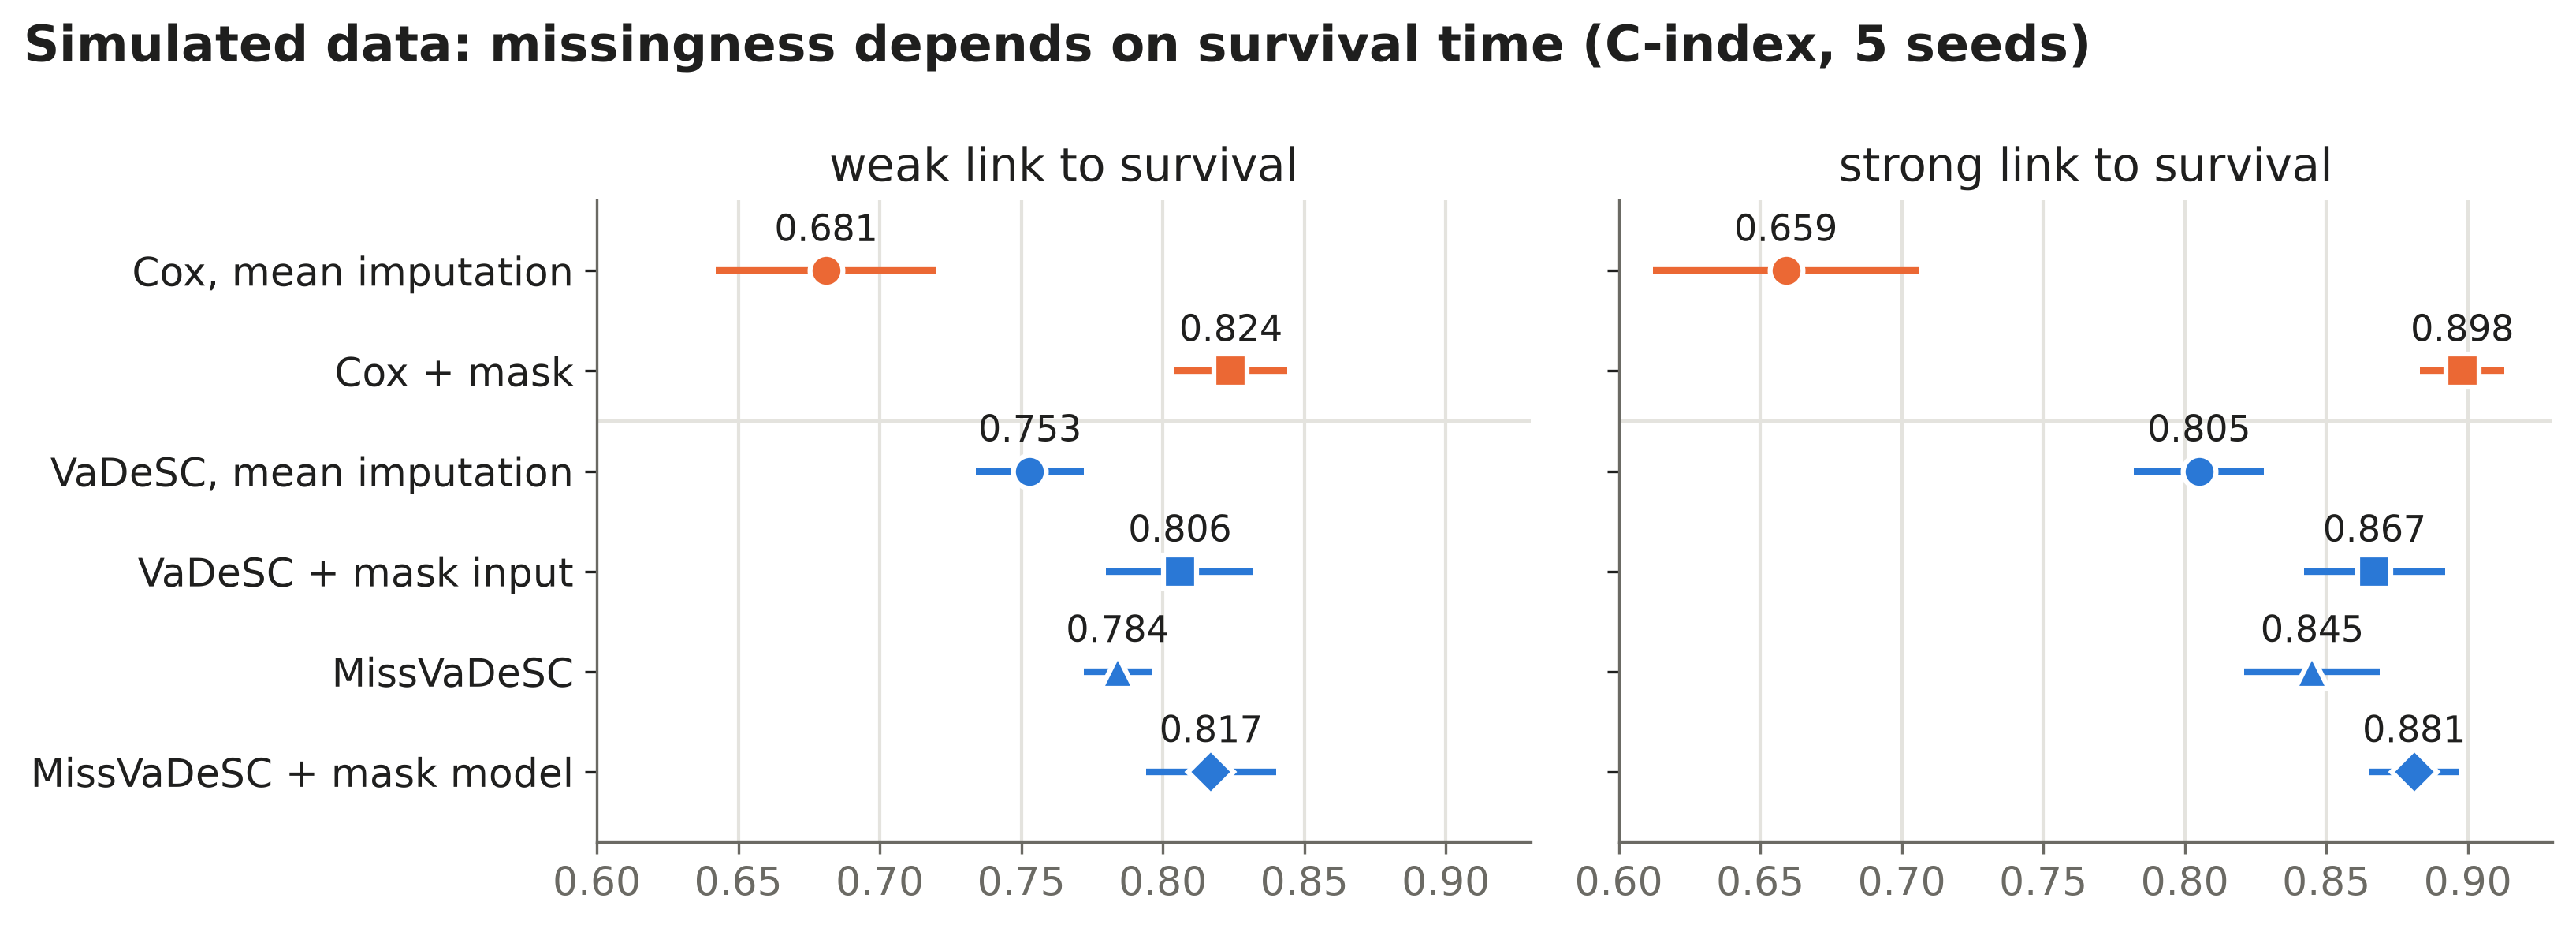 Simulated data: missingness depends on survival time (C-index, 5 seeds)
weak link to survival
strong link to survival
Cox, mean imputation
0.681
0.659
Cox + mask
0.824
0.898
VaDeSC, mean imputation
0.753
0.805
VaDeSC + mask input
0.806
0.867
MissVaDeSC
0.784
0.845
MissVaDeSC + mask model
0.817
0.881
0.60 0.65 0.70 0.75 0.80 0.85 0.90
0.60 0.65 0.70 0.75 0.80 0.85 0.90